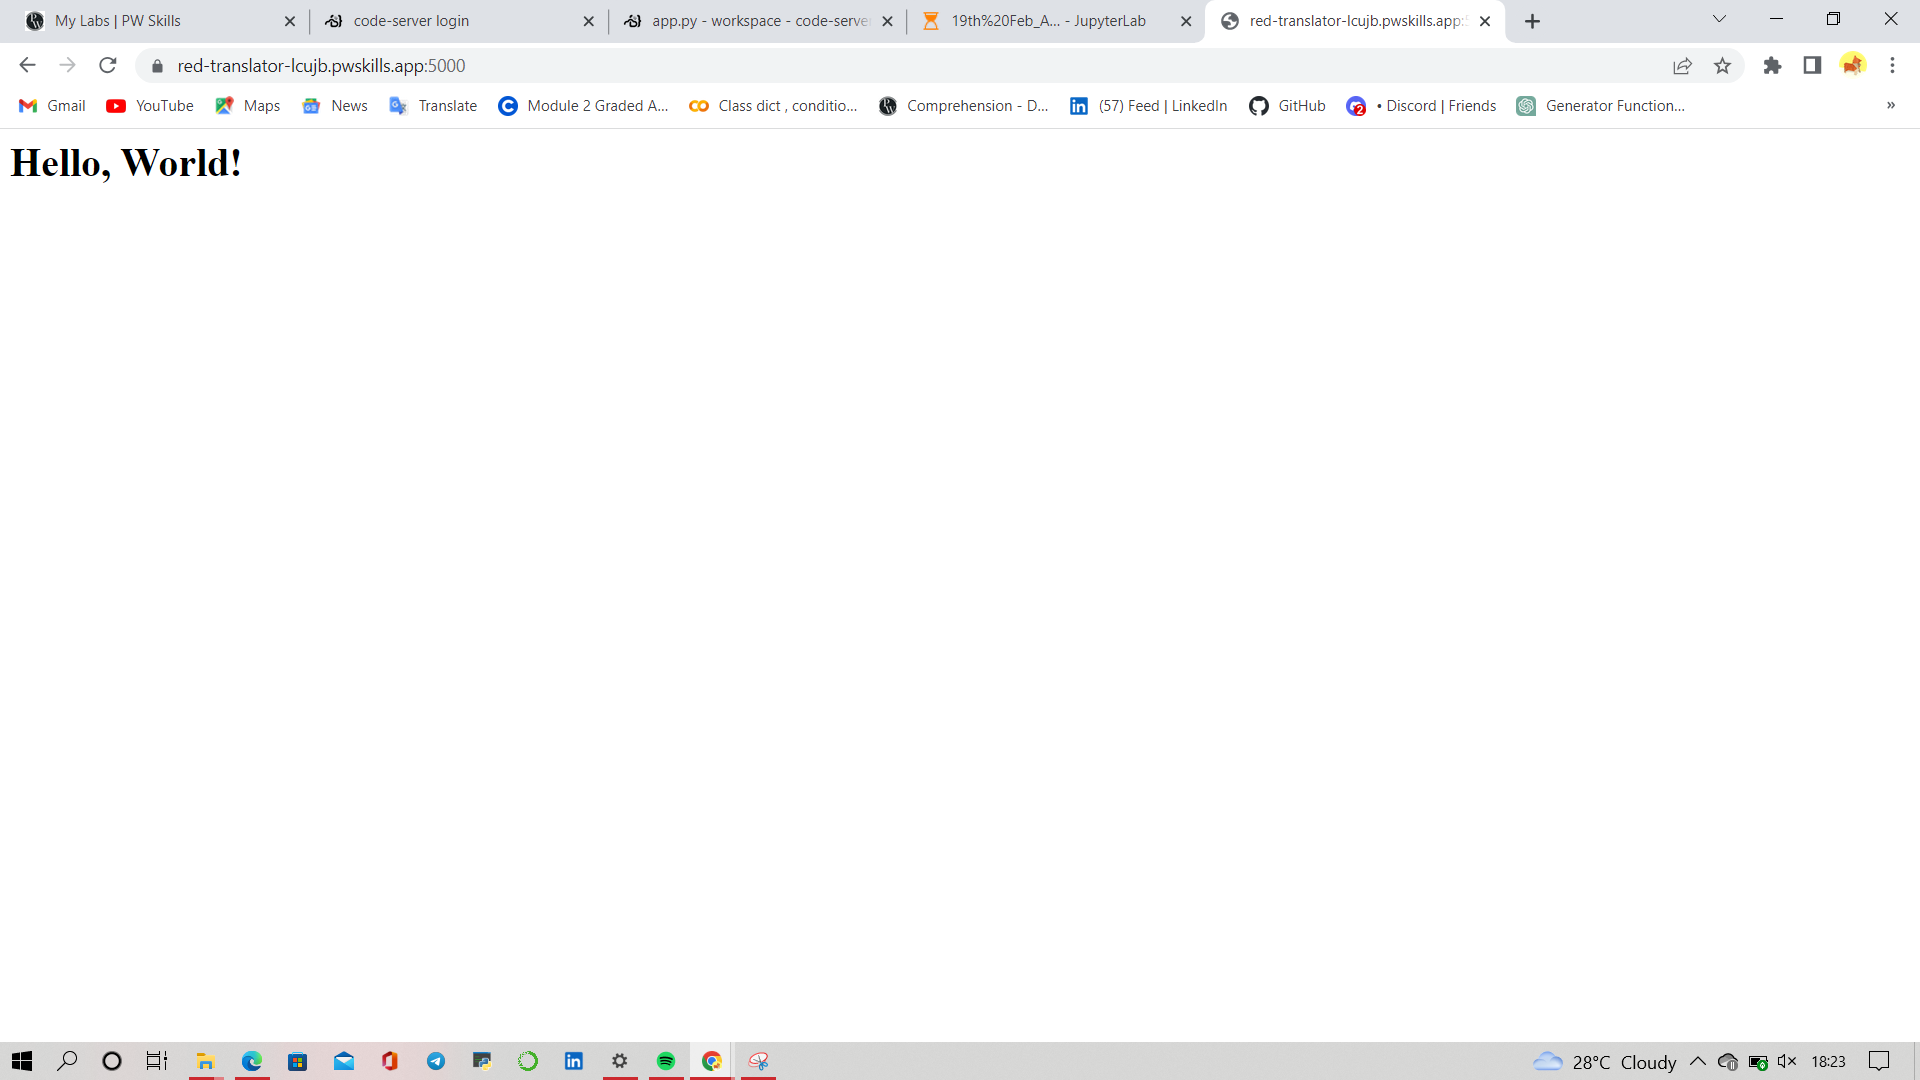 My Labs | PW Skills
code-server login
app.py - workspace - code-serve
19th%20Feb_A... - JupyterLab
red-translator-lcujb.pwskills.app:5
red-translator-lcujb.pwskills.app:5000
Gmail
YouTube
Maps
News
Translate
Module 2 Graded A...
Class dict , conditio...
Comprehension - D...
(57) Feed | LinkedIn
GitHub
2
• Discord | Friends
Generator Function...
»
Hello, World!
28°C Cloudy
18:23